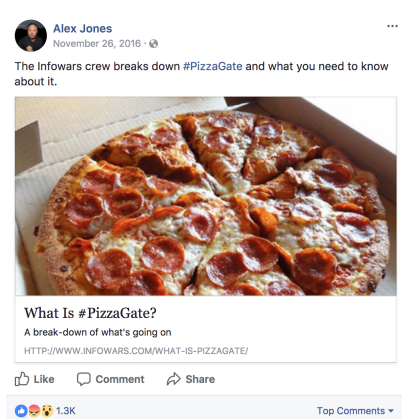 Alex Jones
November 26, 2016 ·
The Infowars crew breaks down #PizzaGate and what you need to know
about it.
What Is #PizzaGate?
A break-down of what's going on
HTTP://WWW.INFOWARS.COM/WHAT-IS-PIZZAGATE/
Like Comment Share
1.3K Top Comments